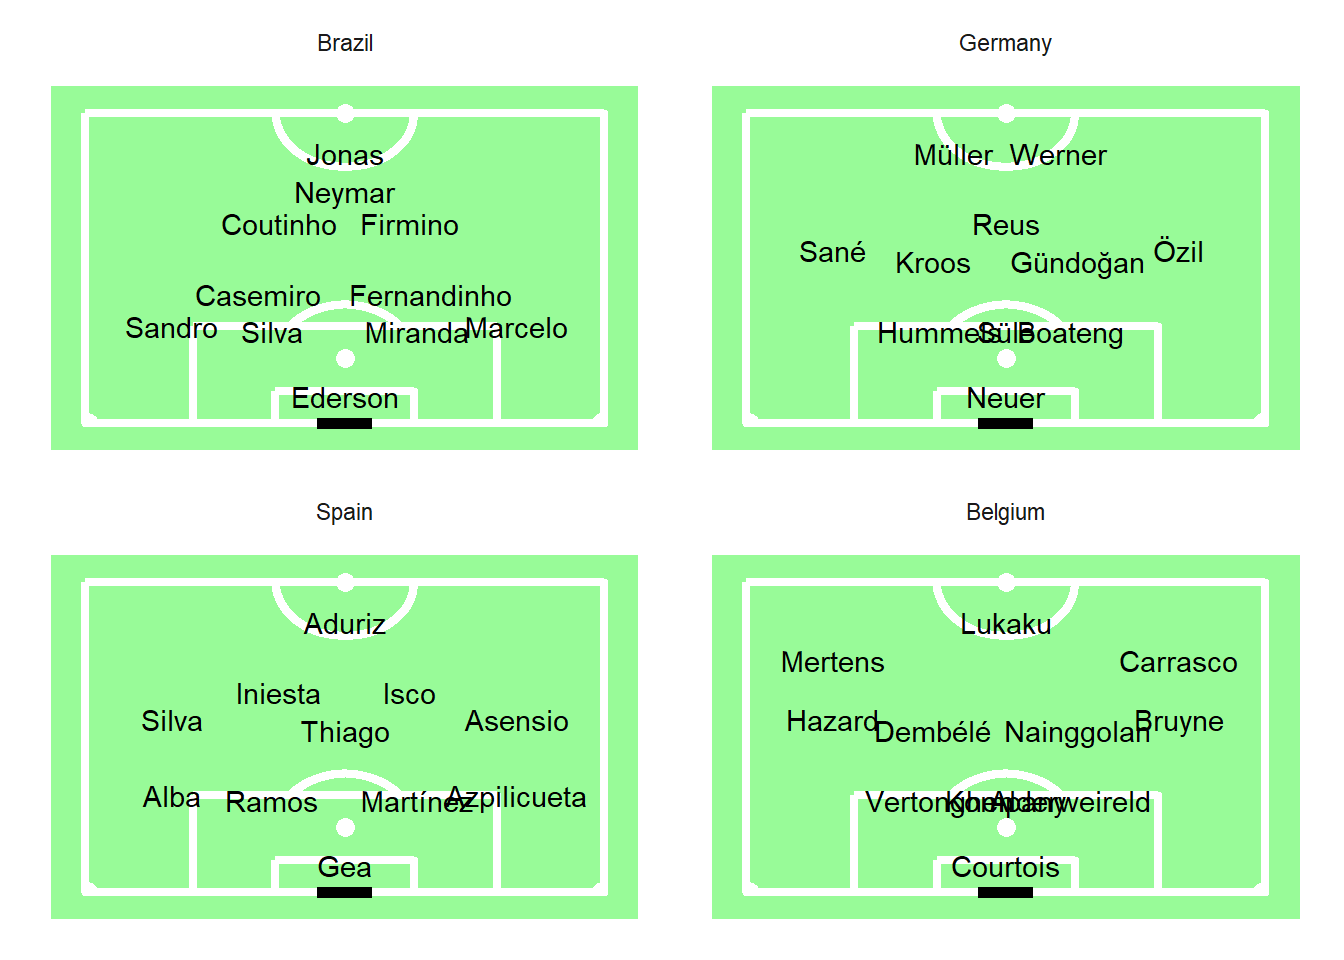 Brazil
Jonas
Neymar
Coutinho Firmino
Casemiro Fernandinho
Sandro Silva Miranda Marcelo
Ederson
Germany
Müller Werner
Reus
Sané Kroos Gündoğan Özil
Hummels Süle Boateng
Neuer
Spain
Aduriz
Iniesta Isco
Silva Thiago Asensio
Alba Ramos Martínez Azpilicueta
Gea
Belgium
Lukaku
Mertens Carrasco
Hazard Dembélé Nainggolan Bruyne
Vertonghen Kompany Alderweireld
Courtois